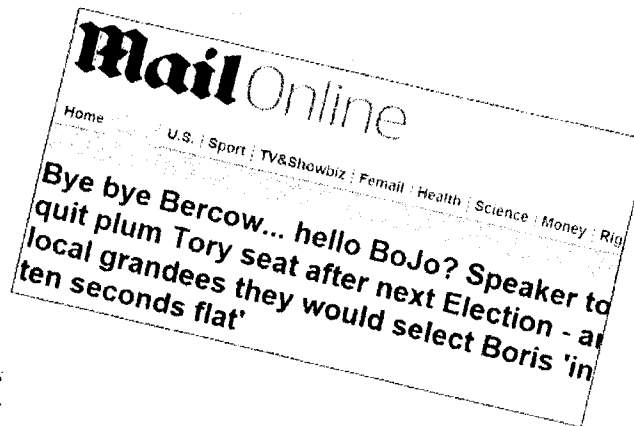 Mail Online
Home U.S. Sport TV&Showbiz Femail Health Science Money Rig
Bye bye Bercow... hello BoJo? Speaker to
quit plum Tory seat after next Election - a
local grandees they would select Boris 'in
ten seconds flat'